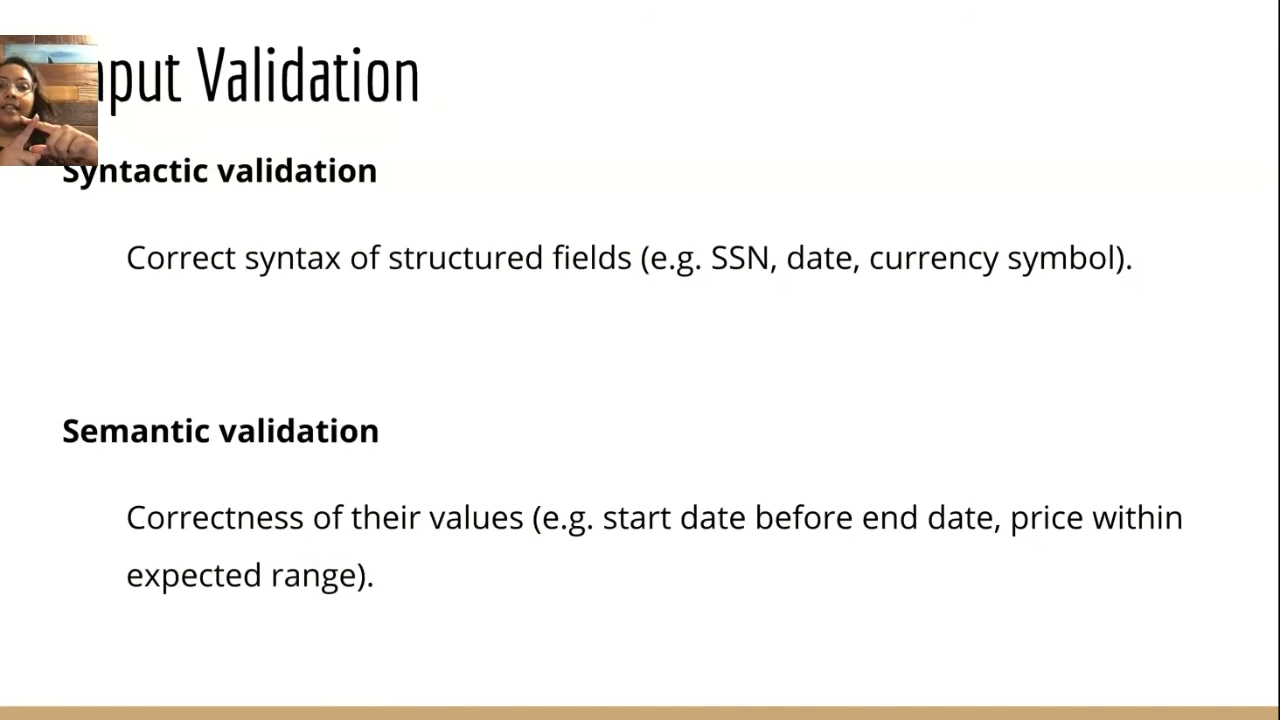 nput Validation
Syntactic validation
Correct syntax of structured fields (e.g. SSN, date, currency symbol).
Semantic validation
Correctness of their values (e.g. start date before end date, price within
expected range).